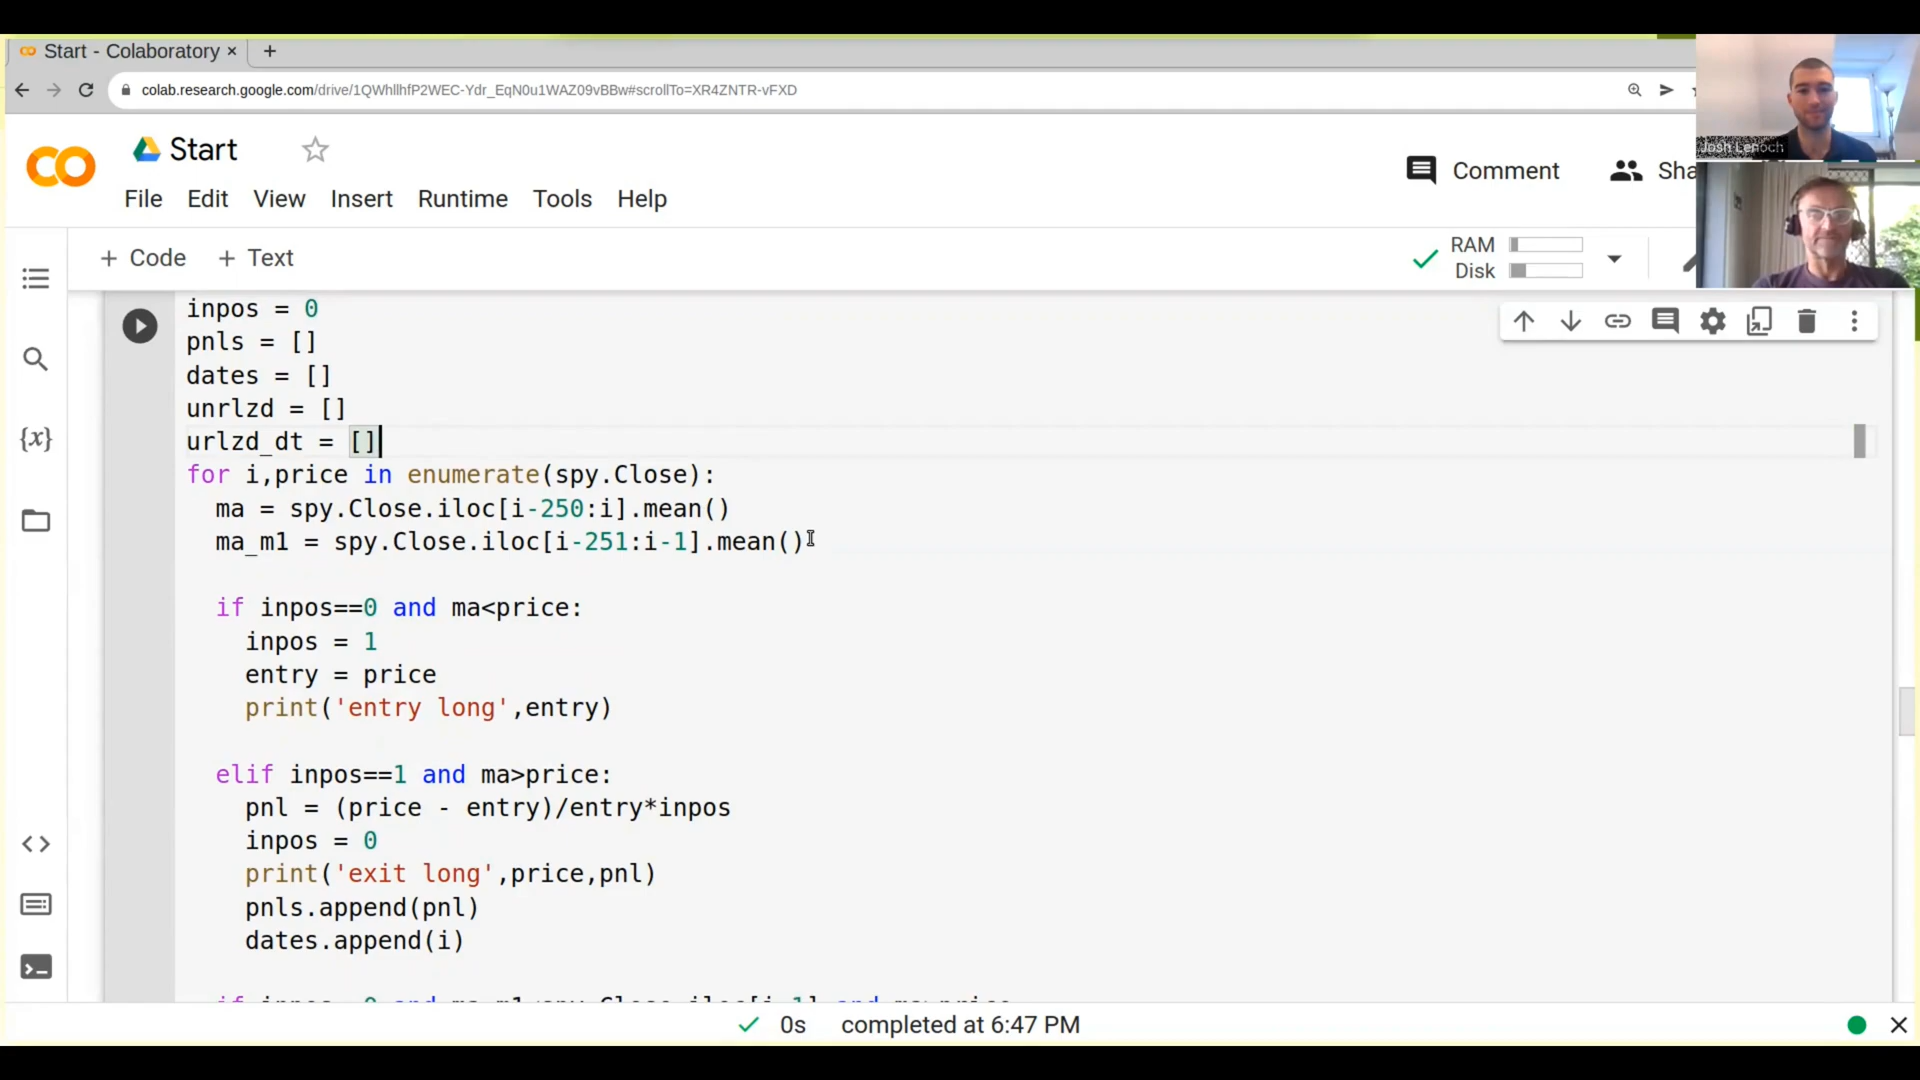 Start - Colaboratory
colab.research.google.com/drive/1QWhllhfP2WEC-Ydr_EqN0u1WAZ09vBBw#scrollTo=XR4ZNTR-vFXD
Start
Comment
Sha
File Edit View Insert Runtime Tools Help
+ Code + Text
RAM
Disk
Josh Lenoch
inpos = 0
pnls = []
dates = []
unrlzd = []
urlzd_dt = []
for i,price in enumerate(spy.Close):
ma = spy.Close.iloc[i-250:i].mean()
ma_m1 = spy.Close.iloc[i-251:i-1].mean()
if inpos==0 and ma<price:
inpos = 1
entry = price
print('entry long',entry)
elif inpos==1 and ma>price:
pnl = (price - entry)/entry*inpos
inpos = 0
print('exit long',price,pnl)
pnls.append(pnl)
dates.append(i)
0s completed at 6:47 PM